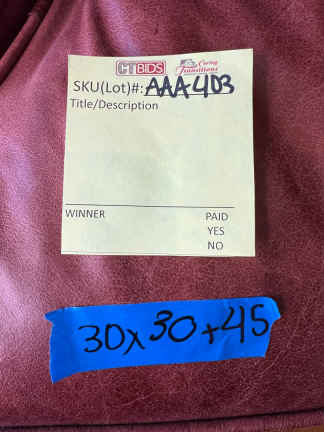 CTBIDS Caring Transitions
SKU(Lot)#: AAA403
Title/Description
WINNER PAID
YES
NO
30x30+45